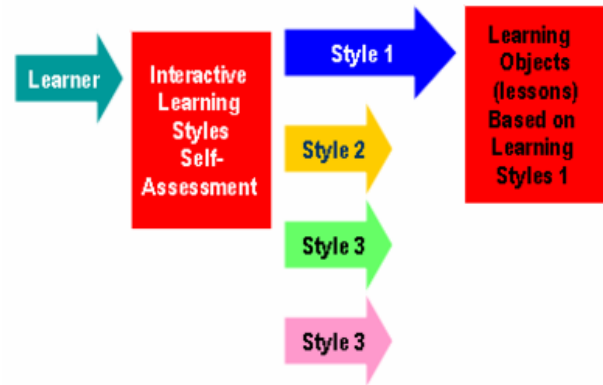 Learner
Interactive
Learning
Styles
Self-
Assessment
Style 1
Style 2
Style 3
Style 3
Learning
Objects
(lessons)
Based on
Learning
Styles 1